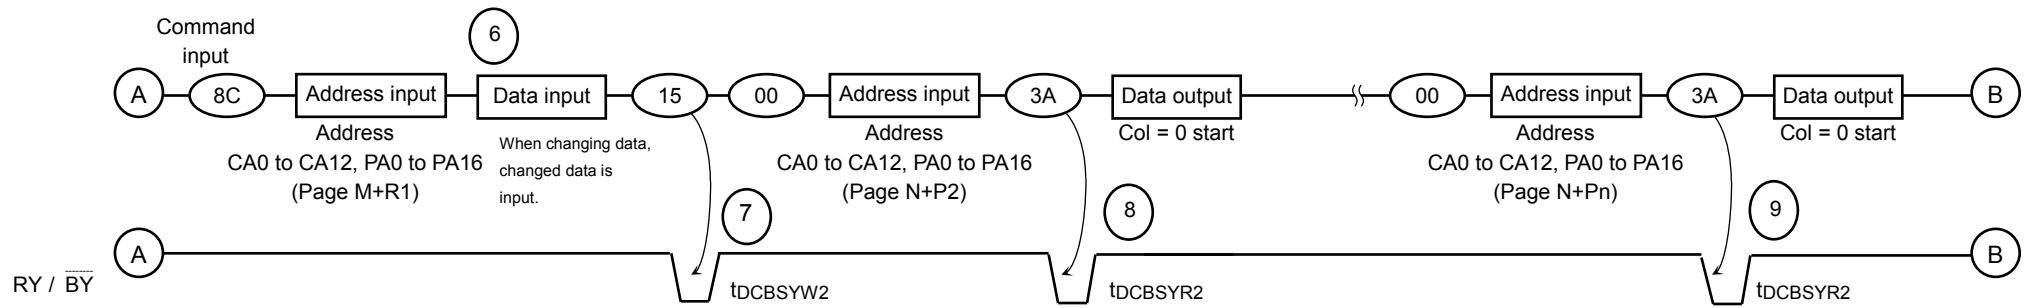 Command
input
6
A
8C
Address input
Data input
15
00
Address input
3A
Data output
00
Address input
3A
Data output
B
Address
CA0 to CA12, PA0 to PA16
(Page M+R1)
When changing data,
changed data is
input.
Address
CA0 to CA12, PA0 to PA16
(Page N+P2)
Col = 0 start
Address
CA0 to CA12, PA0 to PA16
(Page N+Pn)
Col = 0 start
7
8
9
A
B
RY / BY
tDCBSYW2
tDCBSYR2
tDCBSYR2